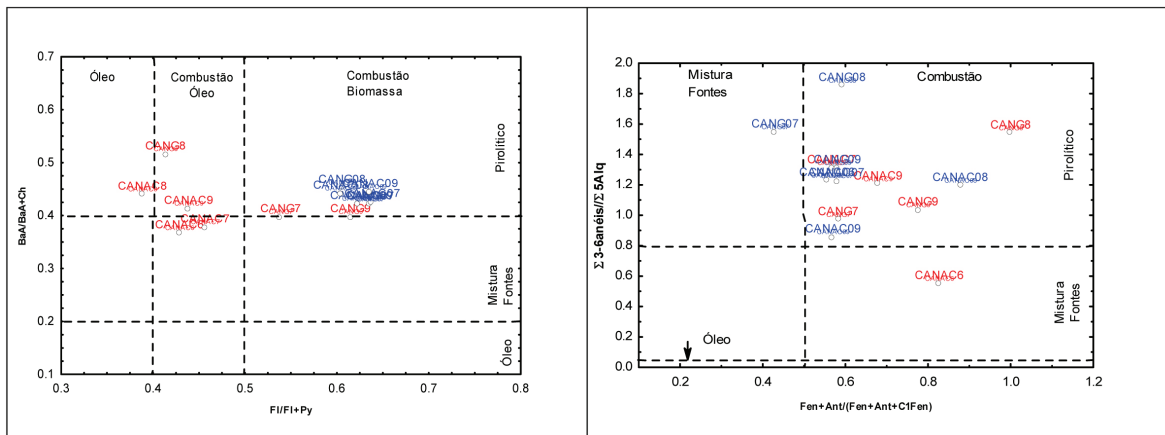 0.7
0.6
0.5
0.4
0.3
0.2
0.1
0.3
0.4
0.5
0.6
0.7
0.8
BaA/BaA+Ch
Fl/Fl+Py
Óleo
Combustão
Óleo
Combustão
Biomassa
Pirolítico
Mistura
Fontes
Óleo
CANG8
CANAC8
CANAC9
CANAC7
CANAC6
CANG7
CANG9
CANG08
CANAC09
2.0
1.8
1.6
1.4
1.2
1.0
0.8
0.6
0.4
0.2
0.0
0.2
0.4
0.6
0.8
1.0
1.2
Σ 3-6anéis//Σ 5Alq
Fen+Ant/(Fen+Ant+C1Fen)
Mistura
Fontes
Combustão
Pirolítico
Mistura
Fontes
Óleo
CANG08
CANG07
CANG8
CANAC9
CANAC08
CANG9
CANG7
CANAC09
CANAC6